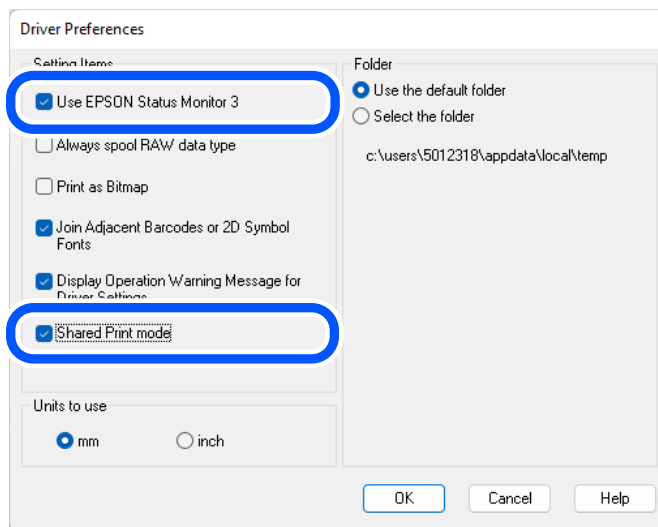 Driver Preferences
Setting Items
Use EPSON Status Monitor 3
Always spool RAW data type
Print as Bitmap
Join Adjacent Barcodes or 2D Symbol
Fonts
Display Operation Warning Message for
Driver Settings
Shared Print mode
Units to use
mm
inch
Folder
Use the default folder
Select the folder
c:\users\5012318\appdata\local\temp
OK
Cancel
Help